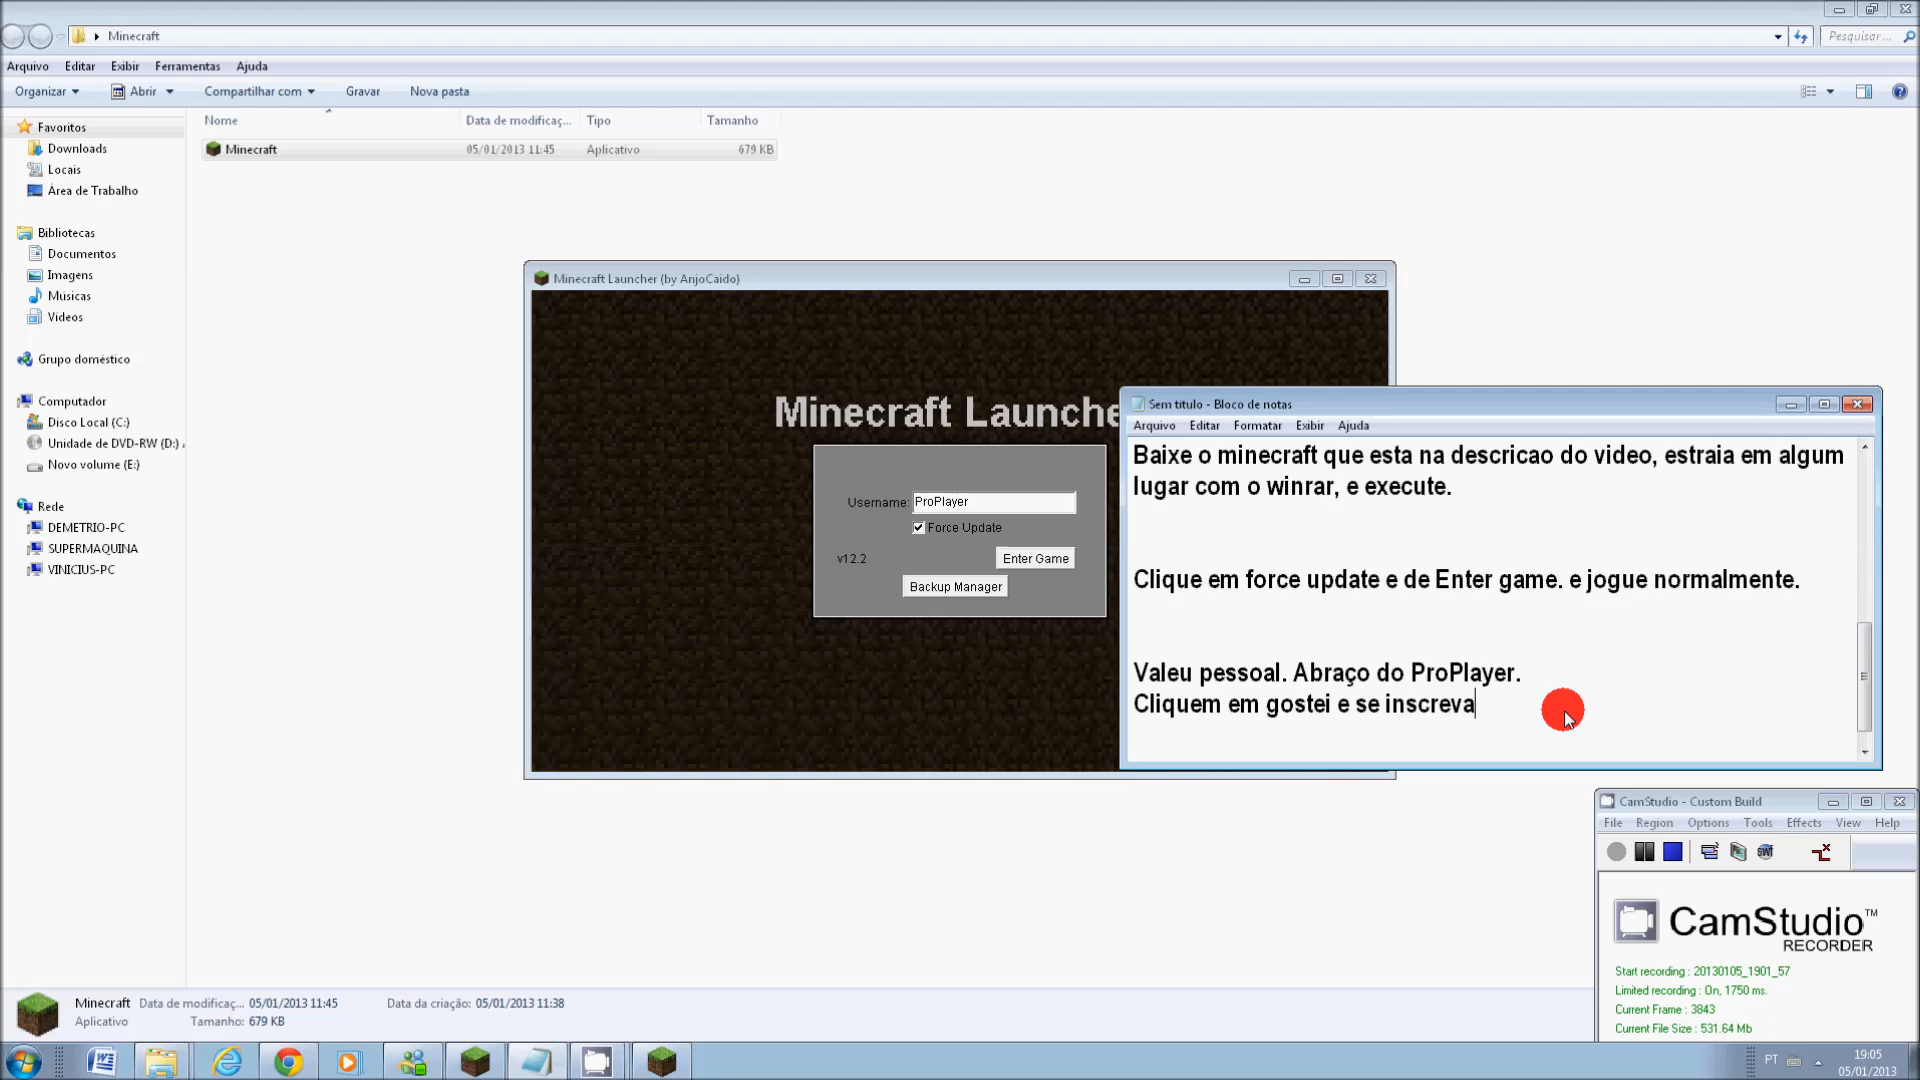 Minecraft
Pesquisar...
Arquivo Editar Exibir Ferramentas Ajuda
Organizar Abrir Compartilhar com Gravar Nova pasta
Favoritos
Downloads
Locais
Área de Trabalho
Bibliotecas
Documentos
Imagens
Músicas
Vídeos
Grupo doméstico
Computador
Disco Local (C:)
Unidade de DVD-RW (D:)
Novo volume (E:)
Rede
DEMETRIO-PC
SUPERMAQUINA
VINICIUS-PC
Nome Data de modificaç... Tipo Tamanho
Minecraft 05/01/2013 11:45 Aplicativo 679 KB
Minecraft Launcher (by AnjoCaido)
Minecraft Launche
Username: ProPlayer
Force Update
v12.2 Enter Game
Backup Manager
Sem título - Bloco de notas
Arquivo Editar Formatar Exibir Ajuda
Baixe o minecraft que esta na descricao do video, estraia em algum
lugar com o winrar, e execute.
Clique em force update e de Enter game. e jogue normalmente.
Valeu pessoal. Abraço do ProPlayer.
Cliquem em gostei e se inscreva
CamStudio - Custom Build
File Region Options Tools Effects View Help
SWT
CamStudio™
RECORDER
Start recording : 20130105_1901_57
Limited recording : On, 1750 ms.
Current Frame : 3843
Current File Size : 531.64 Mb
Minecraft Data de modificaç... 05/01/2013 11:45 Data da criação: 05/01/2013 11:38
Aplicativo Tamanho: 679 KB
PT
19:05
05/01/2013